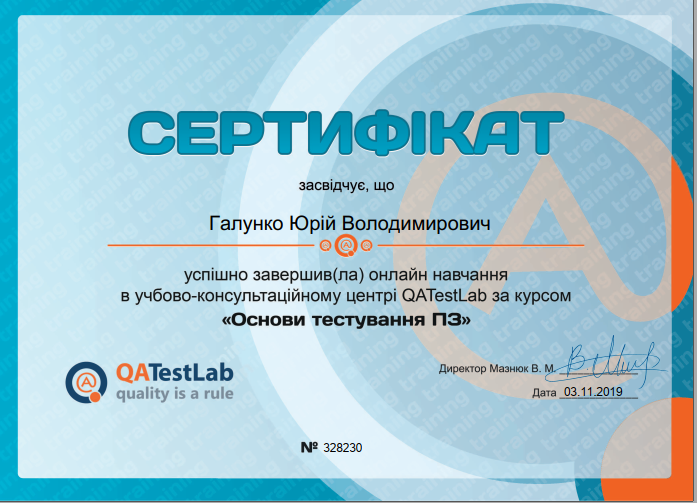 СЕРТИФІКАТ
засвідчує, що
Галунко Юрій Володимирович
успішно завершив(ла) онлайн навчання
в учбово-консультаційному центрі QATestLab за курсом
«Основи тестування ПЗ»
QATestLab
quality is a rule
Директор Мазнюк В. М.
Дата 03.11.2019
№ 328230